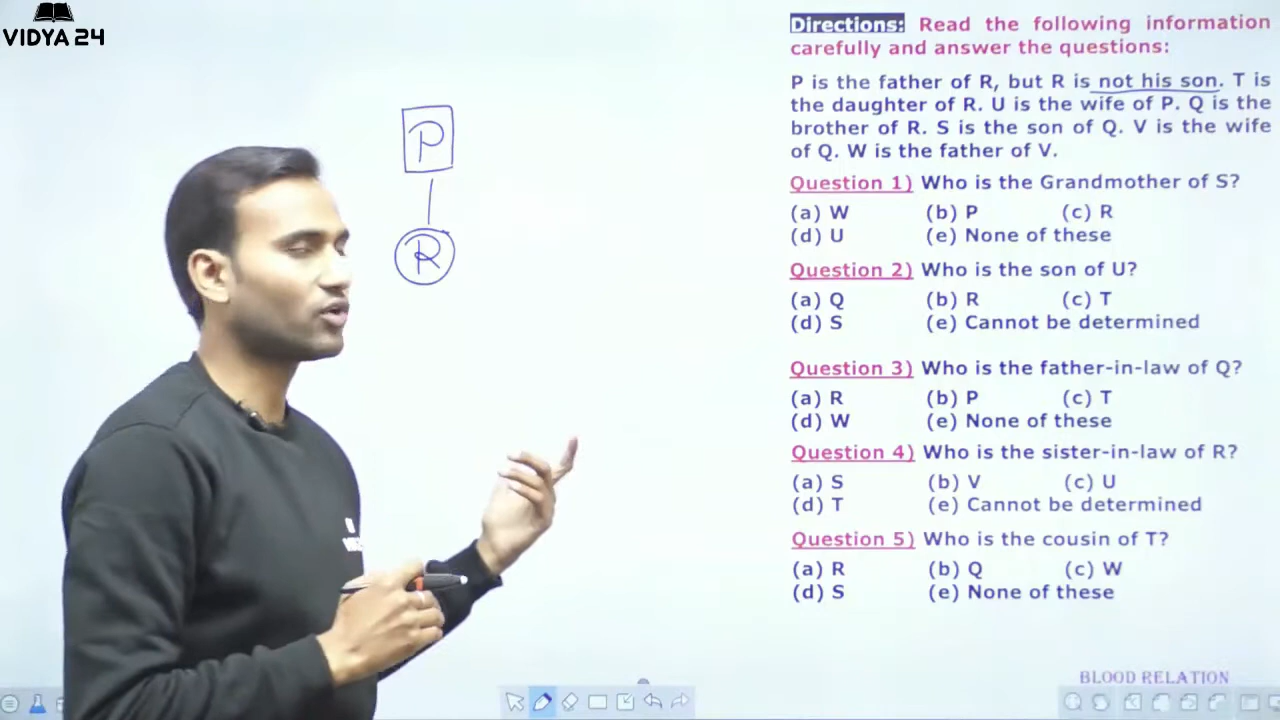 VIDYA 24
P
R
Directions: Read the following information
carefully and answer the questions:
P is the father of R, but R is not his son. T is
the daughter of R. U is the wife of P. Q is the
brother of R. S is the son of Q. V is the wife
of Q. W is the father of V.
Question 1) Who is the Grandmother of S?
(a) W (b) P (c) R
(d) U (e) None of these
Question 2) Who is the son of U?
(a) Q (b) R (c) T
(d) S (e) Cannot be determined
Question 3) Who is the father-in-law of Q?
(a) R (b) P (c) T
(d) W (e) None of these
Question 4) Who is the sister-in-law of R?
(a) S (b) V (c) U
(d) T (e) Cannot be determined
Question 5) Who is the cousin of T?
(a) R (b) Q (c) W
(d) S (e) None of these
BLOOD RELATION